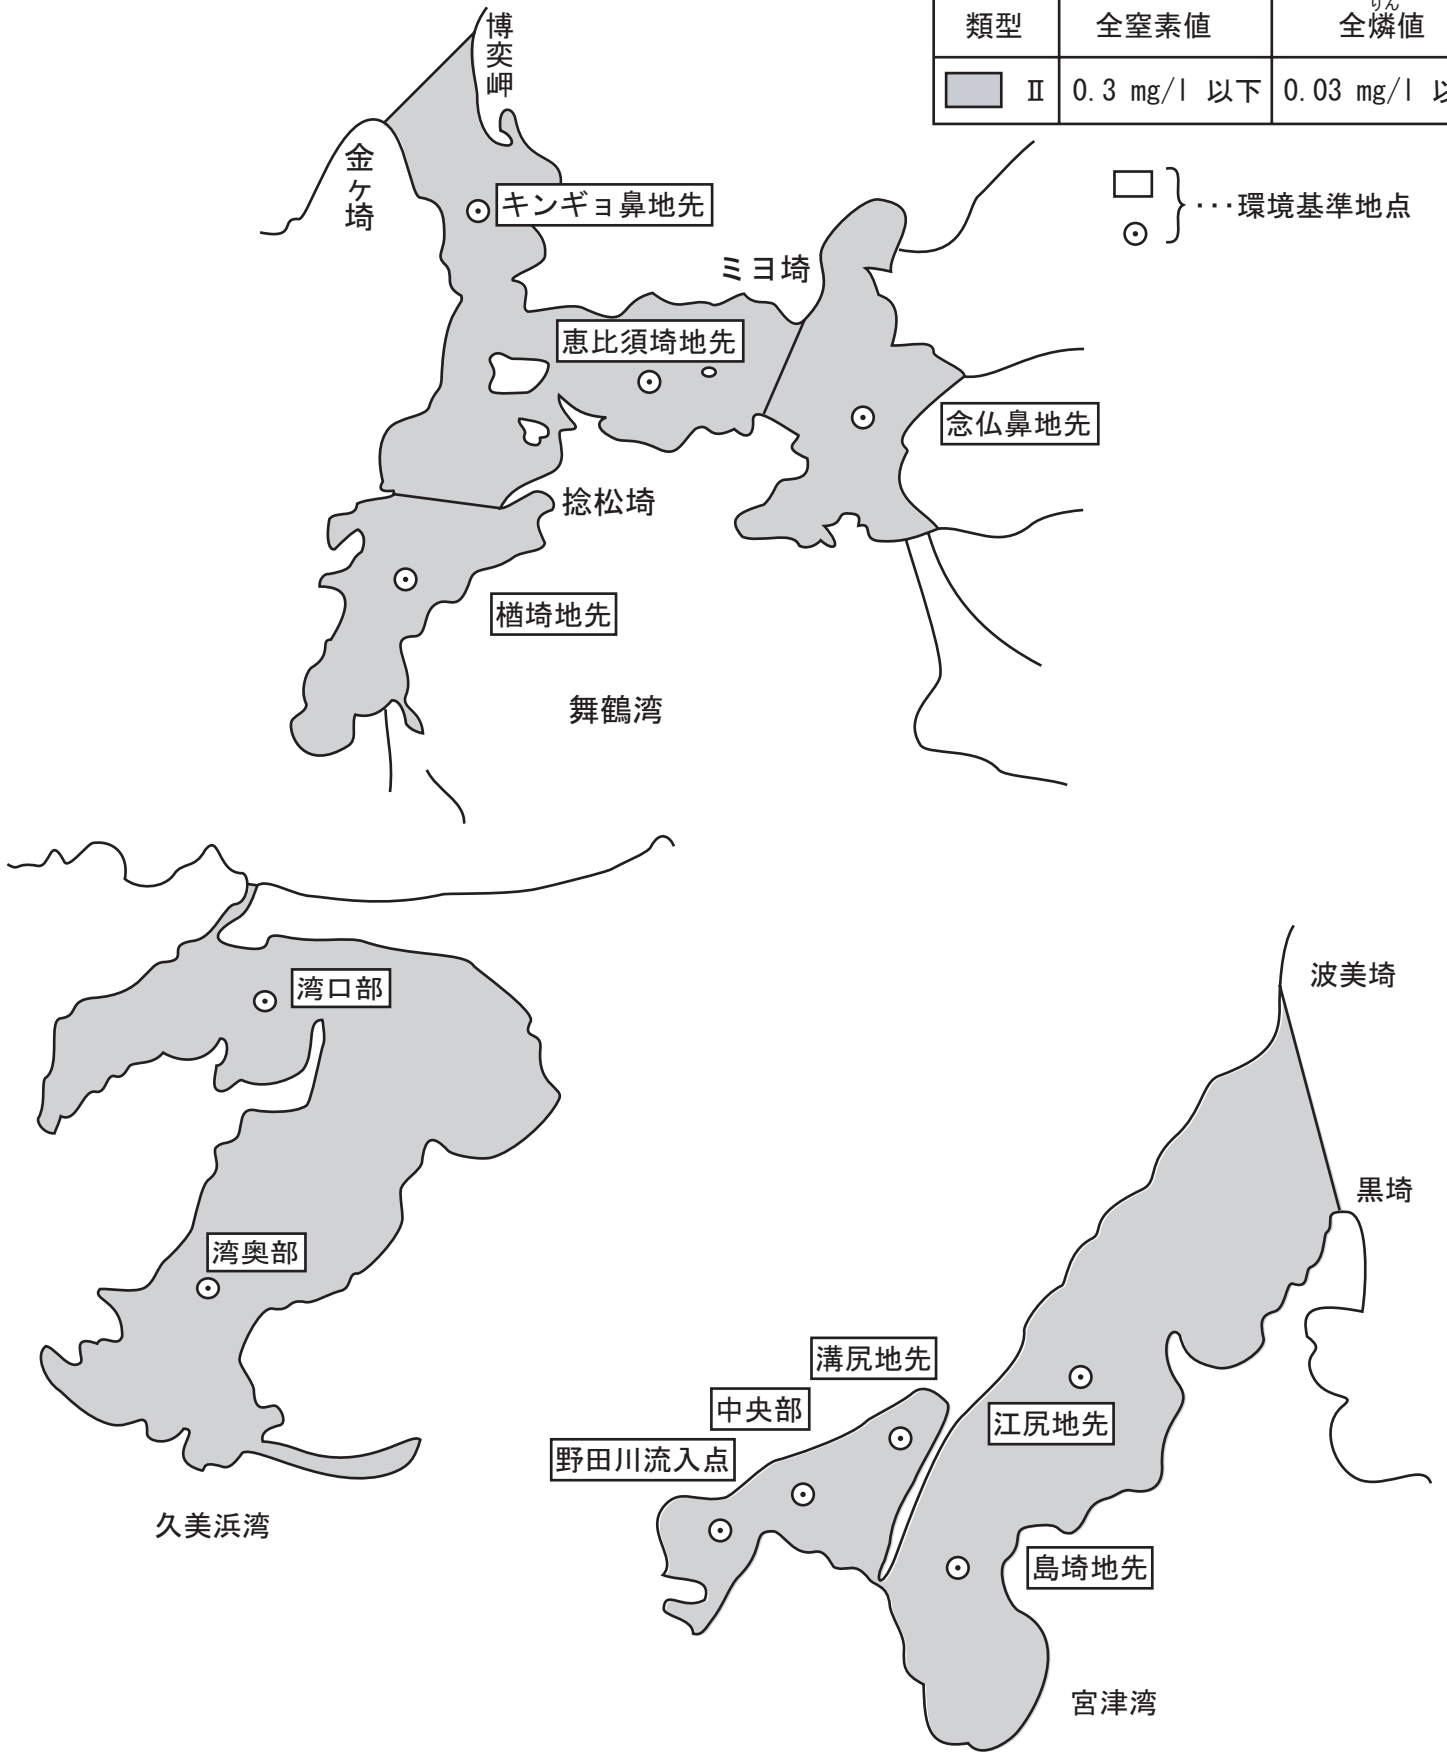 りん
類型 全窒素値 全燐値
Ⅱ 0.3 mg/l 以下 0.03 mg/l 以
…環境基準地点
博奕岬
金ヶ埼
キンギョ鼻地先
ミヨ埼
恵比須埼地先
念仏鼻地先
捻松埼
楢埼地先
舞鶴湾
湾口部
湾奥部
久美浜湾
波美埼
黒埼
溝尻地先
中央部
江尻地先
野田川流入点
島埼地先
宮津湾